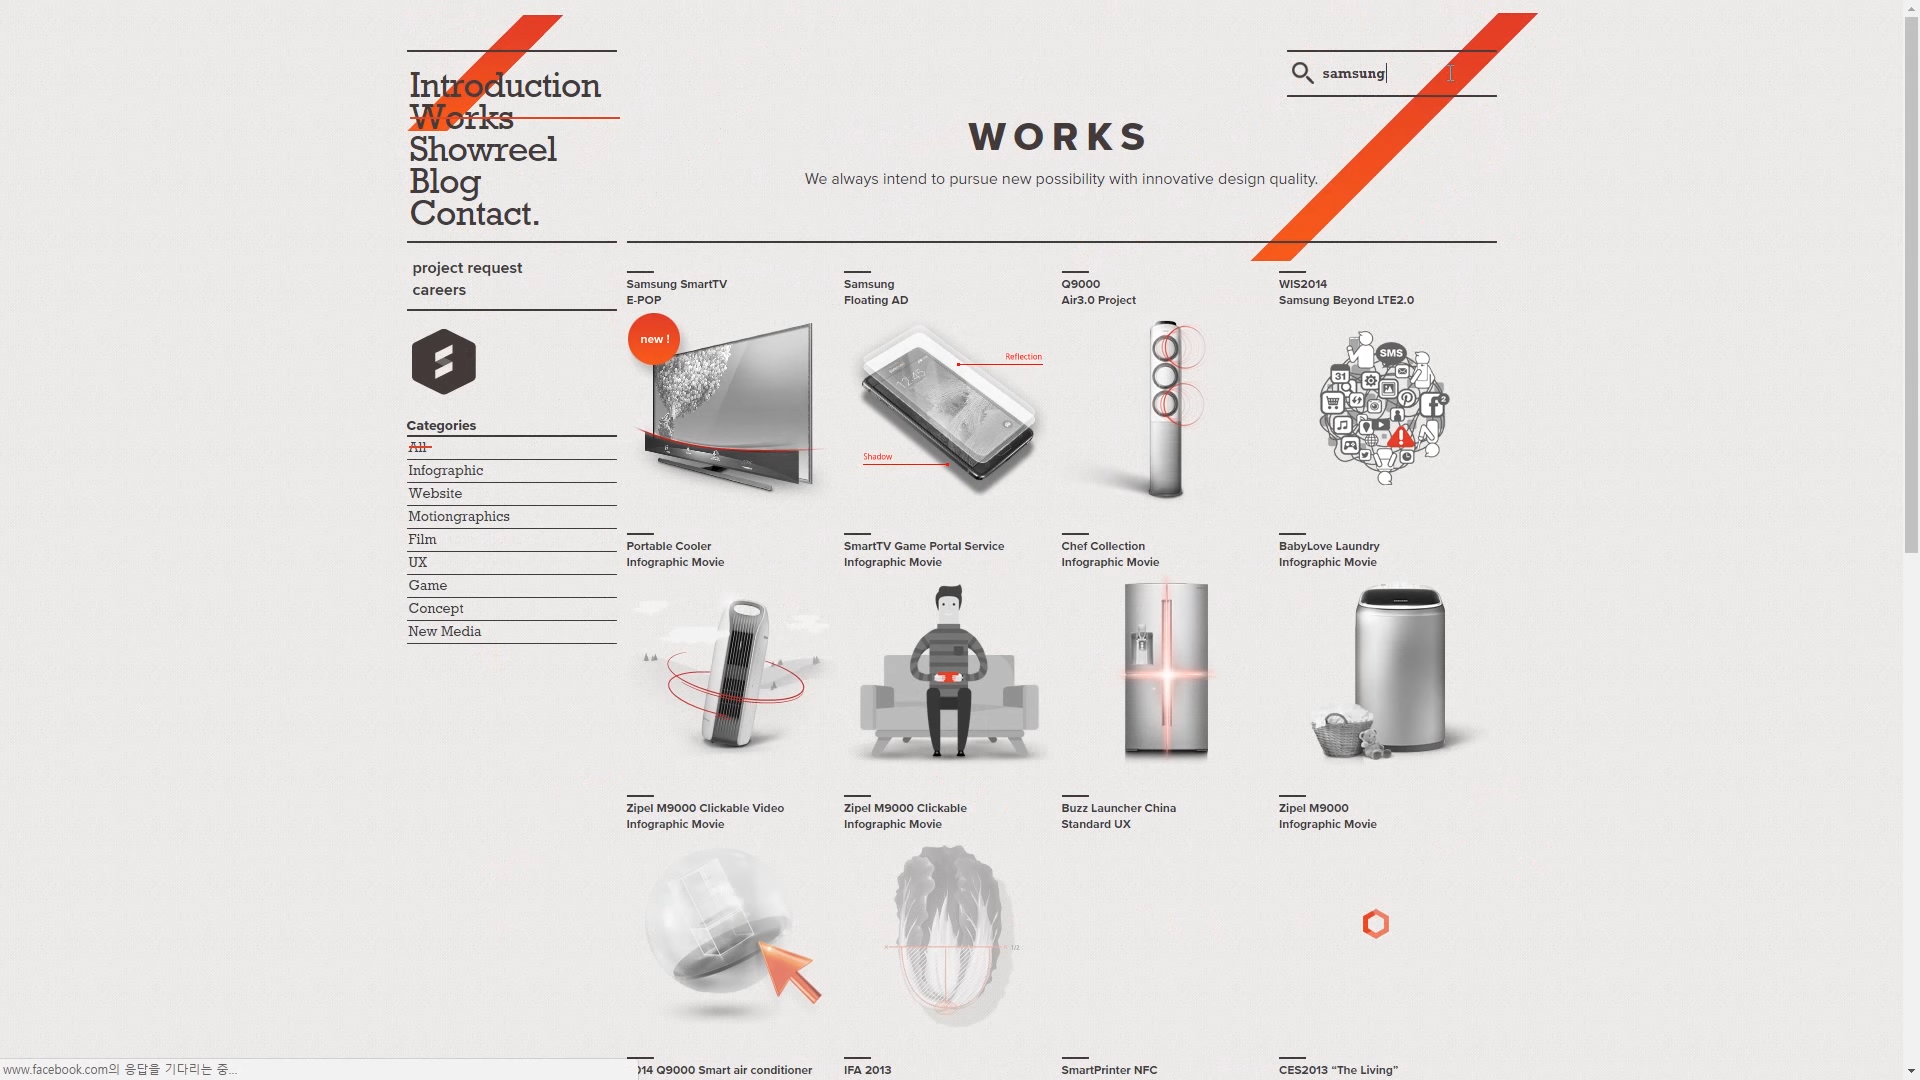 Introduction
Works
Showreel
Blog
Contact.
samsung
WORKS
We always intend to pursue new possibility with innovative design quality.
project request
careers
Categories
All
Infographic
Website
Motiongraphics
Film
UX
Game
Concept
New Media
Samsung SmartTV
E-POP
new !
Samsung
Floating AD
Reflection
Shadow
Q9000
Air3.0 Project
WIS2014
Samsung Beyond LTE2.0
SMS
31
2
Portable Cooler
Infographic Movie
SmartTV Game Portal Service
Infographic Movie
Chef Collection
Infographic Movie
BabyLove Laundry
Infographic Movie
Zipel M9000 Clickable Video
Infographic Movie
Zipel M9000 Clickable
Infographic Movie
1/2
Buzz Launcher China
Standard UX
Zipel M9000
Infographic Movie
14 Q9000 Smart air conditioner
IFA 2013
SmartPrinter NFC
CES2013 “The Living”
www.facebook.com의 응답을 기다리는 중...